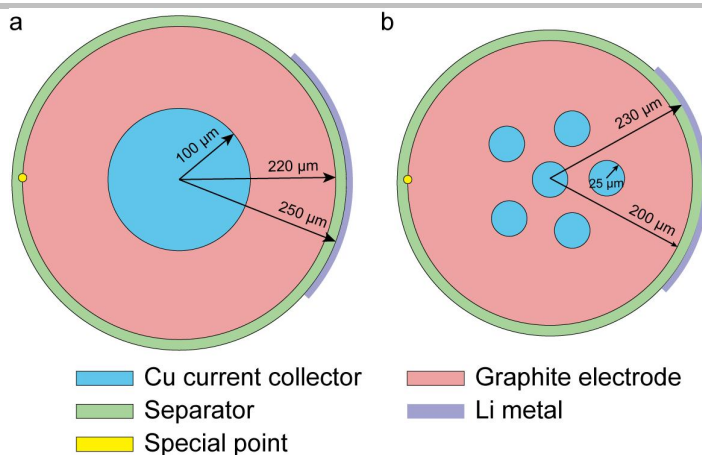 a
100 µm
220 µm
250 µm
b
230 µm
25 µm
200 µm
Cu current collector
Separator
Special point
Graphite electrode
Li metal